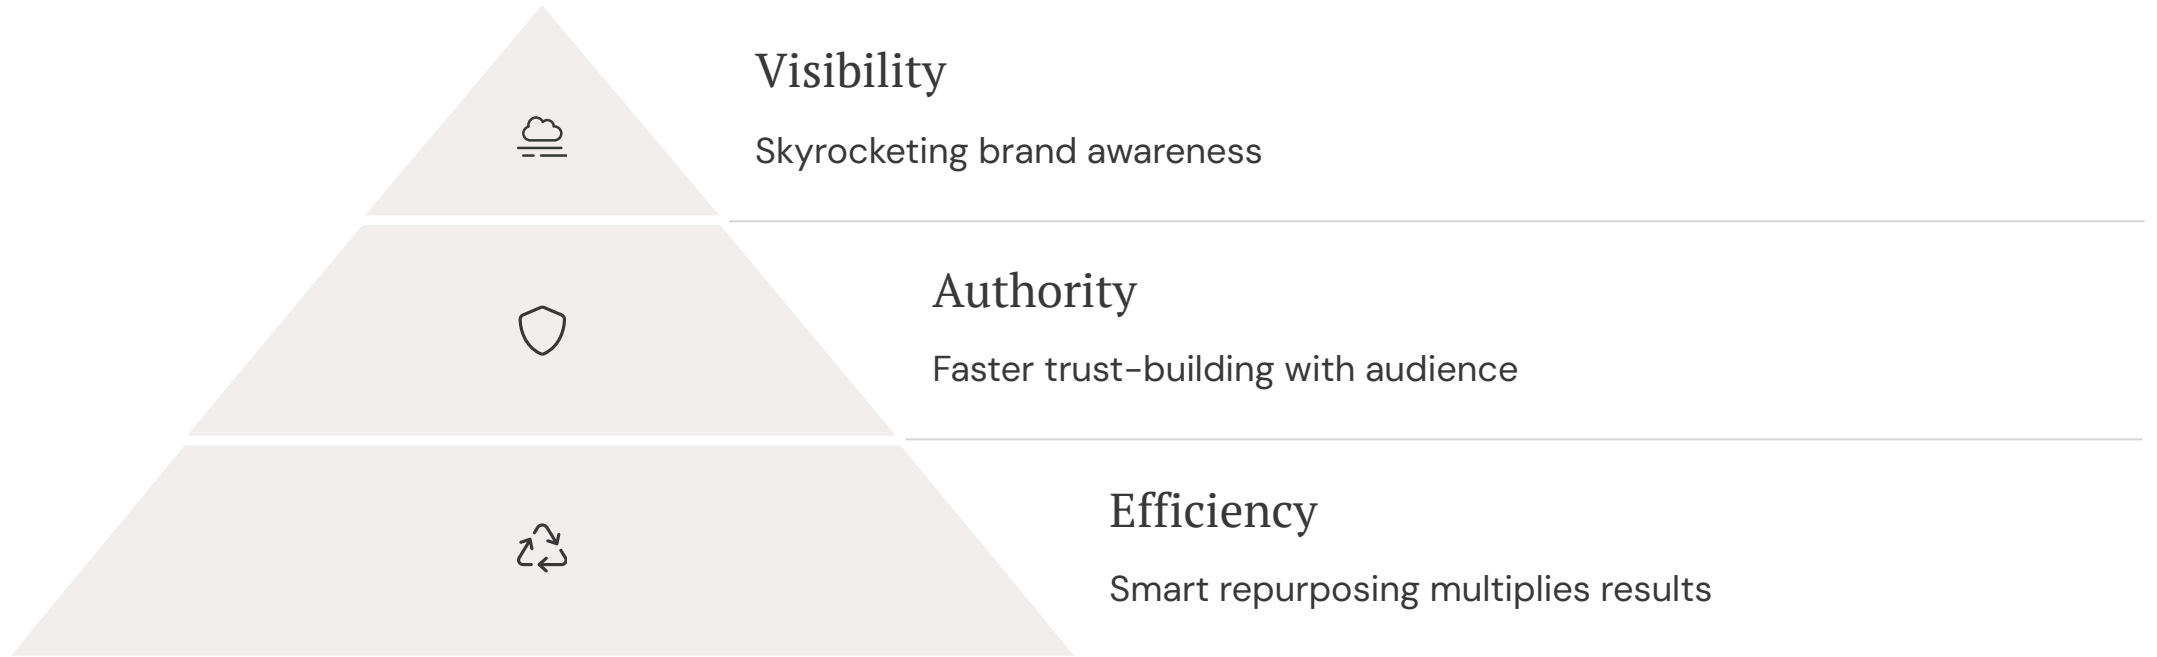 Visibility
Skyrocketing brand awareness
Authority
Faster trust-building with audience
Efficiency
Smart repurposing multiplies results